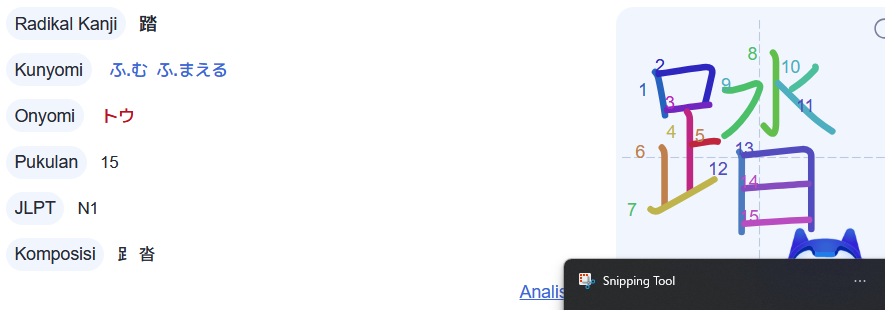 Radikal Kanji 踏
Kunyomi ふ.む ふ.まえる
Onyomi トウ
Pukulan 15
JLPT N1
Komposisi ⻊ 沓
1
2
3
4
5
6
7
8
9
10
11
12
13
14
15
Analis
Snipping Tool